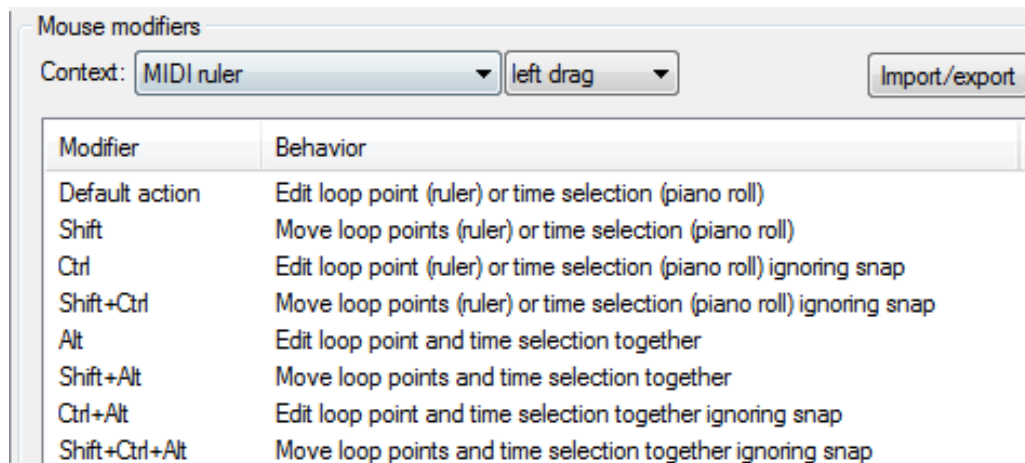 Mouse modifiers
Context: MIDI ruler left drag Import/export
Modifier Behavior
Default action Edit loop point (ruler) or time selection (piano roll)
Shift Move loop points (ruler) or time selection (piano roll)
Ctrl Edit loop point (ruler) or time selection (piano roll) ignoring snap
Shift+Ctrl Move loop points (ruler) or time selection (piano roll) ignoring snap
Alt Edit loop point and time selection together
Shift+Alt Move loop points and time selection together
Ctrl+Alt Edit loop point and time selection together ignoring snap
Shift+Ctrl+Alt Move loop points and time selection together ignoring snap